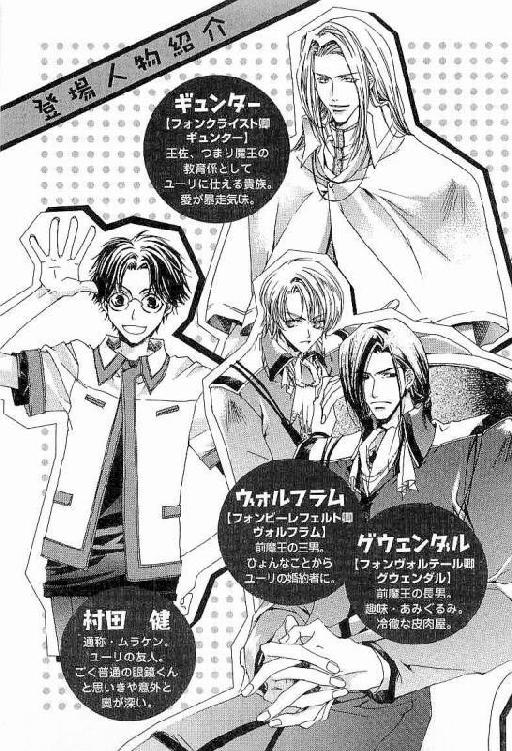 登場人物紹介
ギュンター
【フォンクライスト卿
ギュンター】
王佐、つまり魔王の
教育係として
ユーリに仕える貴族。
愛が暴走気味。
ヴォルフラム
【フォンビーレフェルト卿
ヴォルフラム】
前魔王の三男。
ひょんなことから
ユーリの婚約者に。
グウェンダル
【フォンヴォルテール卿
グウェンダル】
前魔王の長男。
趣味・あみぐるみ。
冷徹な皮肉屋。
村田 健
通称・ムラケン。
ユーリの友人。
ごく普通の眼鏡くん
と思いきや意外と
奥が深い。